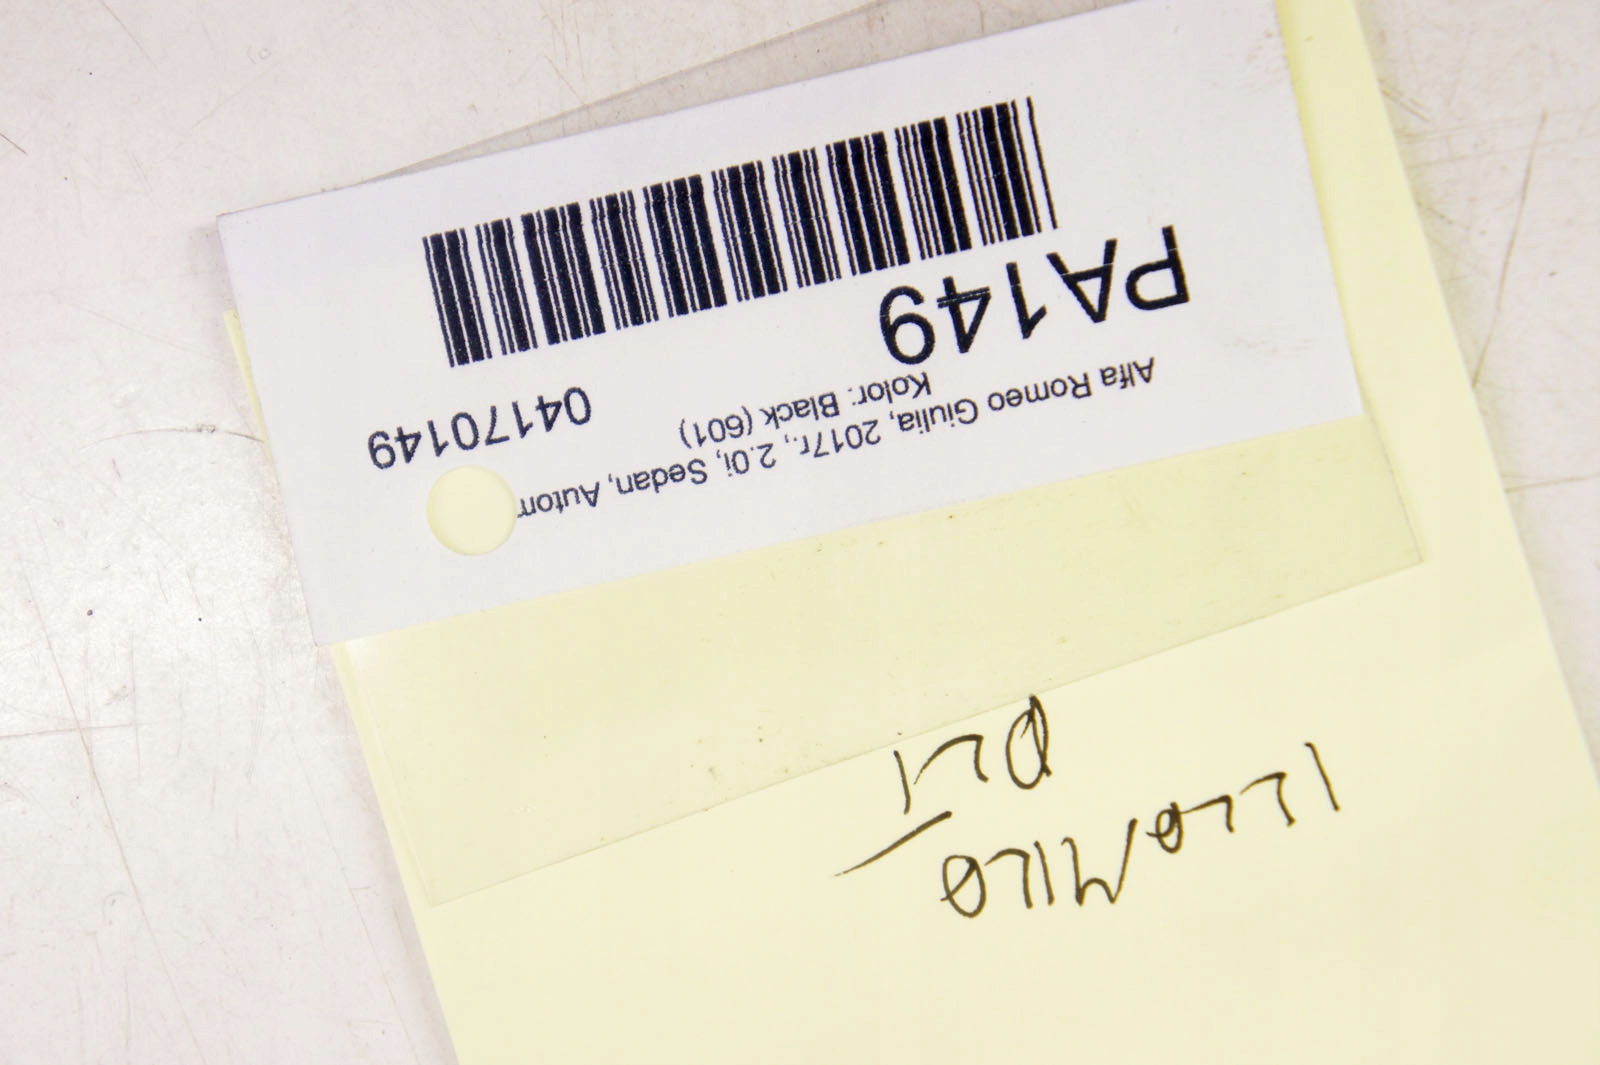 Alfa Romeo Giulia, 2017r., 2.0i, Sedan, Autom
Kolor: Black (601)
PA149
04170149